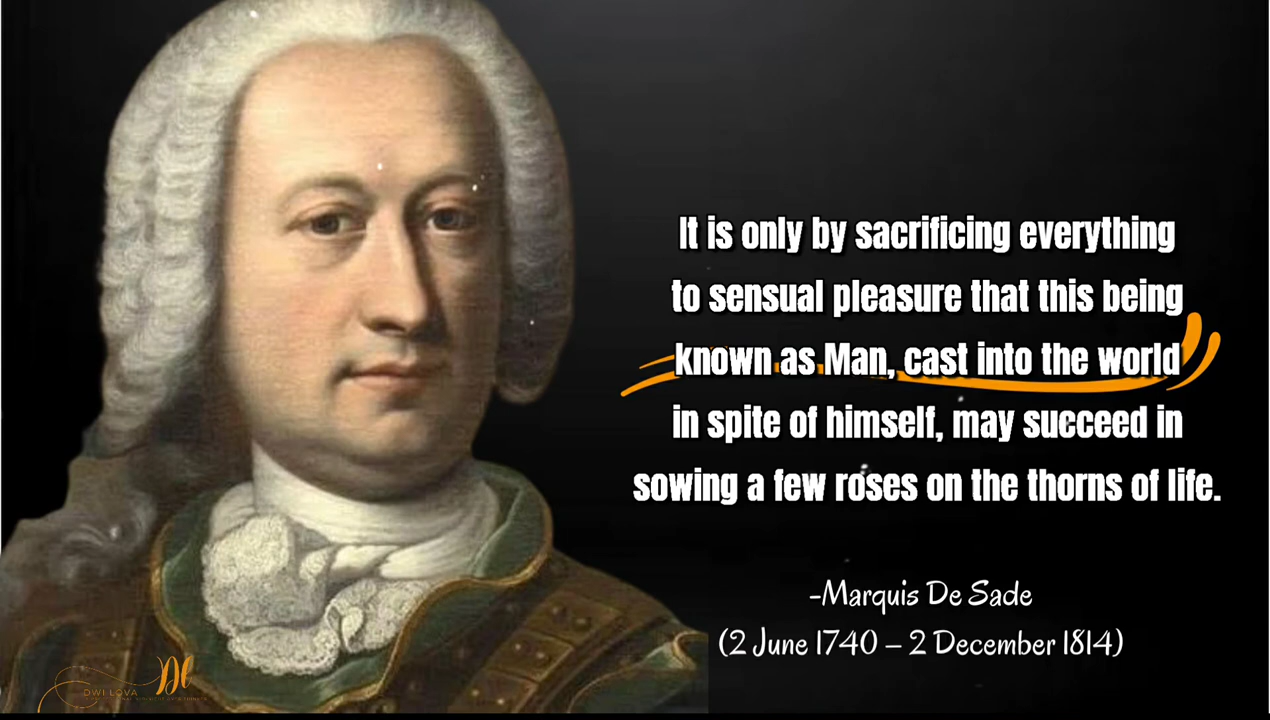 It is only by sacrificing everything
to sensual pleasure that this being
known as Man, cast into the world
in spite of himself, may succeed in
sowing a few roses on the thorns of life.
-Marquis De Sade
(2 June 1740 – 2 December 1814)
DWI LOVA